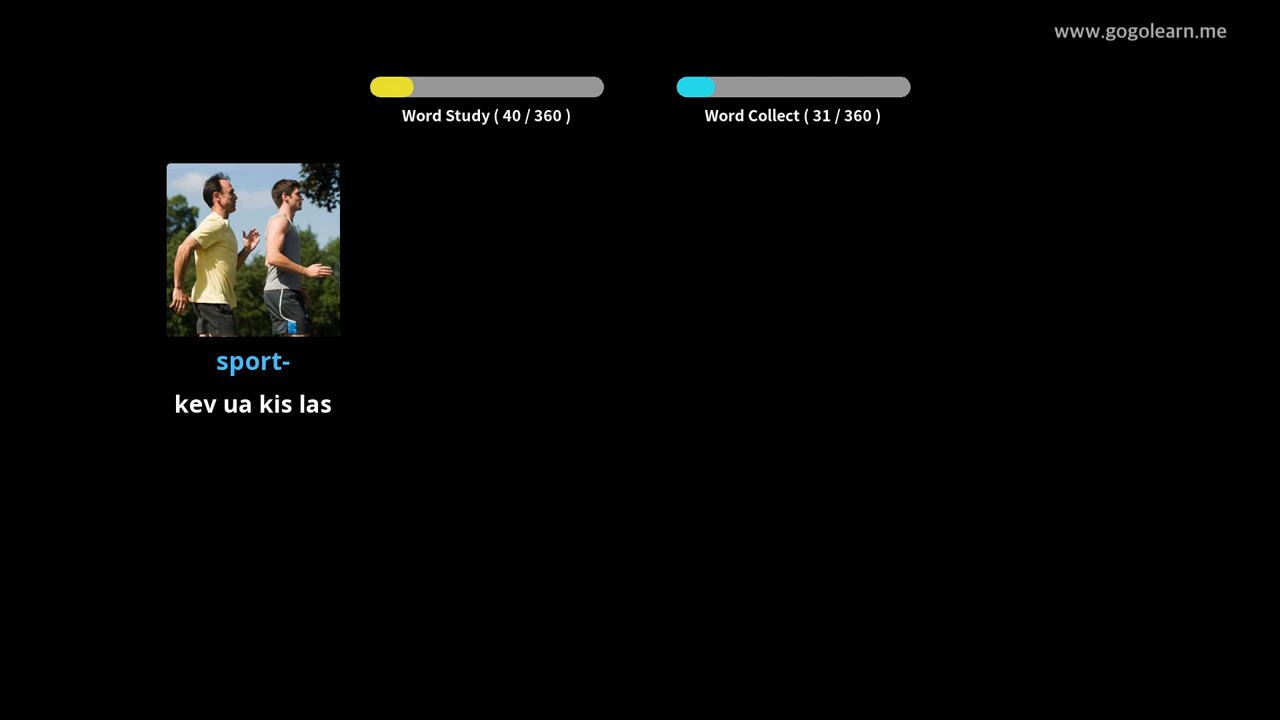 www.gogolearn.me
Word Study ( 40 / 360 )
Word Collect ( 31 / 360 )
sport-
kev ua kis las